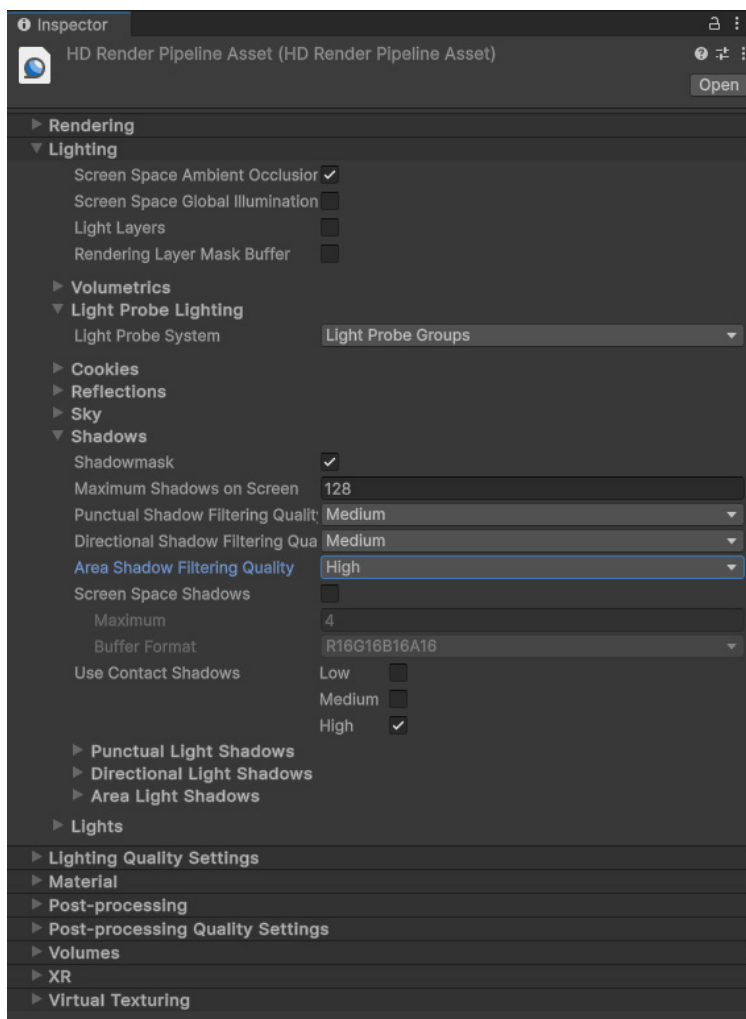 Inspector
HD Render Pipeline Asset (HD Render Pipeline Asset)
Open
Rendering
Lighting
Screen Space Ambient Occlusior
Screen Space Global Illumination
Light Layers
Rendering Layer Mask Buffer
Volumetrics
Light Probe Lighting
Light Probe System Light Probe Groups
Cookies
Reflections
Sky
Shadows
Shadowmask
Maximum Shadows on Screen 128
Punctual Shadow Filtering Qualit Medium
Directional Shadow Filtering Qua Medium
Area Shadow Filtering Quality High
Screen Space Shadows
Maximum 4
Buffer Format R16G16B16A16
Use Contact Shadows Low
Medium
High
Punctual Light Shadows
Directional Light Shadows
Area Light Shadows
Lights
Lighting Quality Settings
Material
Post-processing
Post-processing Quality Settings
Volumes
XR
Virtual Texturing